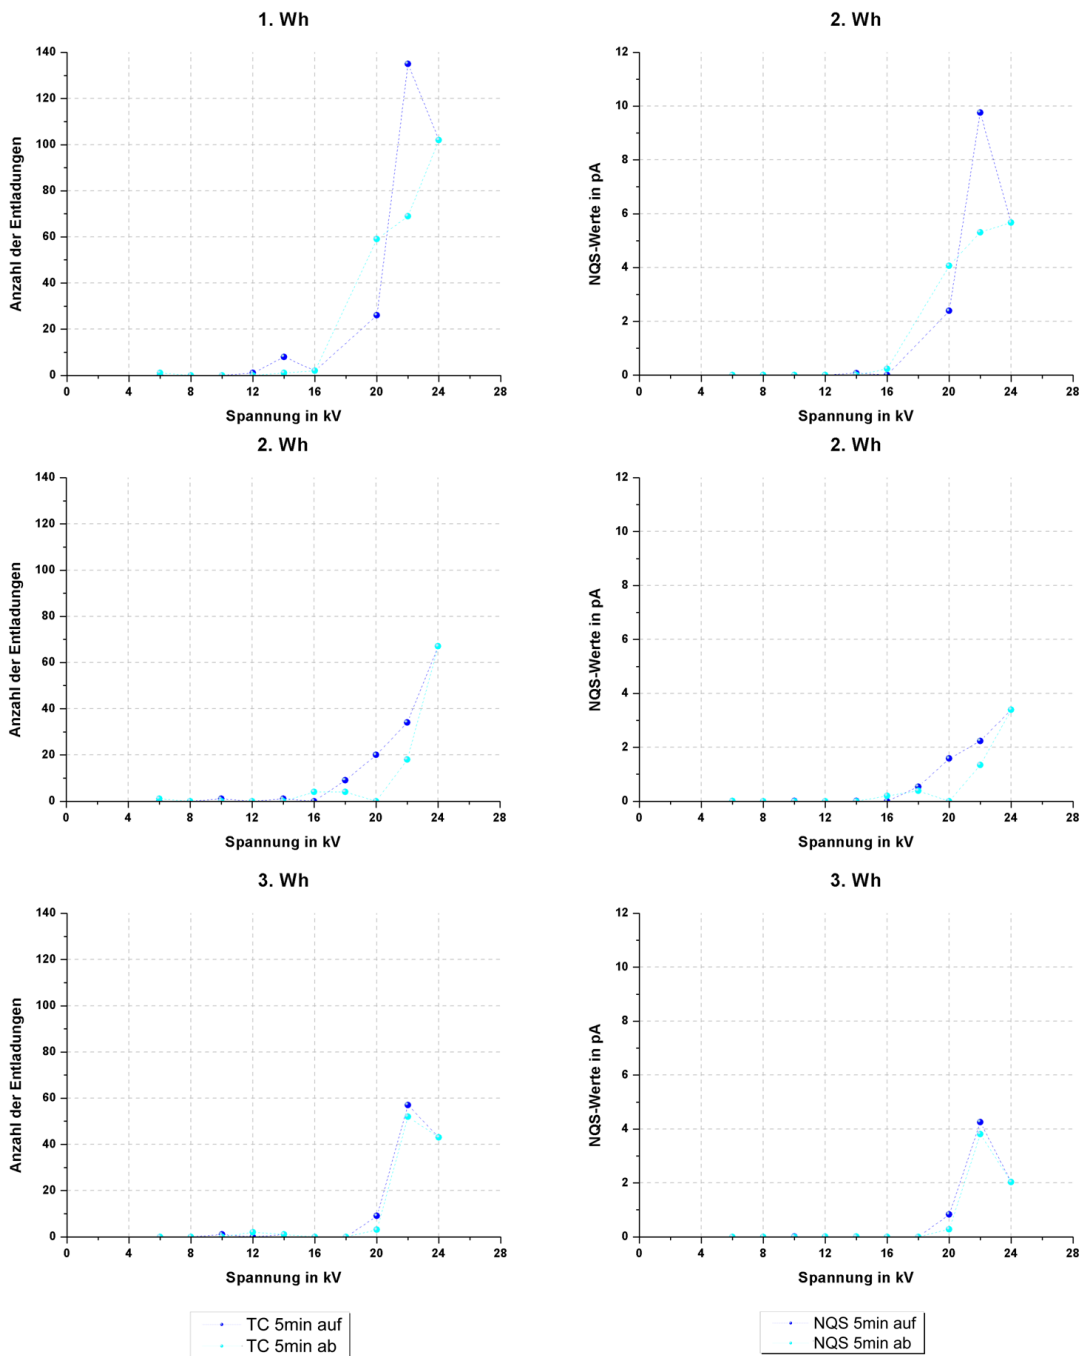 1. Wh
140
120
100
80
60
40
20
0
Anzahl der Entladungen
0 4 8 12 16 20 24 28
Spannung in kV
2. Wh
12
10
8
6
4
2
0
NQS-Werte in pA
0 4 8 12 16 20 24 28
Spannung in kV
2. Wh
140
120
100
80
60
40
20
0
Anzahl der Entladungen
0 4 8 12 16 20 24 28
Spannung in kV
2. Wh
12
10
8
6
4
2
0
NQS-Werte in pA
0 4 8 12 16 20 24 28
Spannung in kV
3. Wh
140
120
100
80
60
40
20
0
Anzahl der Entladungen
0 4 8 12 16 20 24 28
Spannung in kV
3. Wh
12
10
8
6
4
2
0
NQS-Werte in pA
0 4 8 12 16 20 24 28
Spannung in kV
TC 5min auf
TC 5min ab
NQS 5min auf
NQS 5min ab